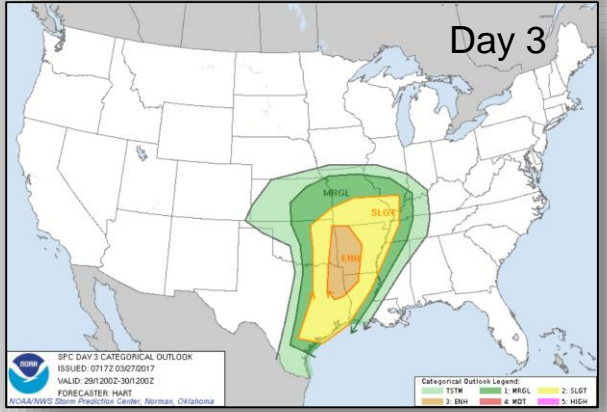 Day 3
MRGL
SLGT
ENH
NOAA
SPC DAY 3 CATEGORICAL OUTLOOK
ISSUED: 0717Z 03/27/2017
VALID: 29/1200Z-30/1200Z
FORECASTER: HART
NOAA/NWS Storm Prediction Center, Norman, Oklahoma
Categorical Outlook Legend:
TSTM 1: MRGL 2: SLGT
3: ENH 4: MDT 5: HIGH